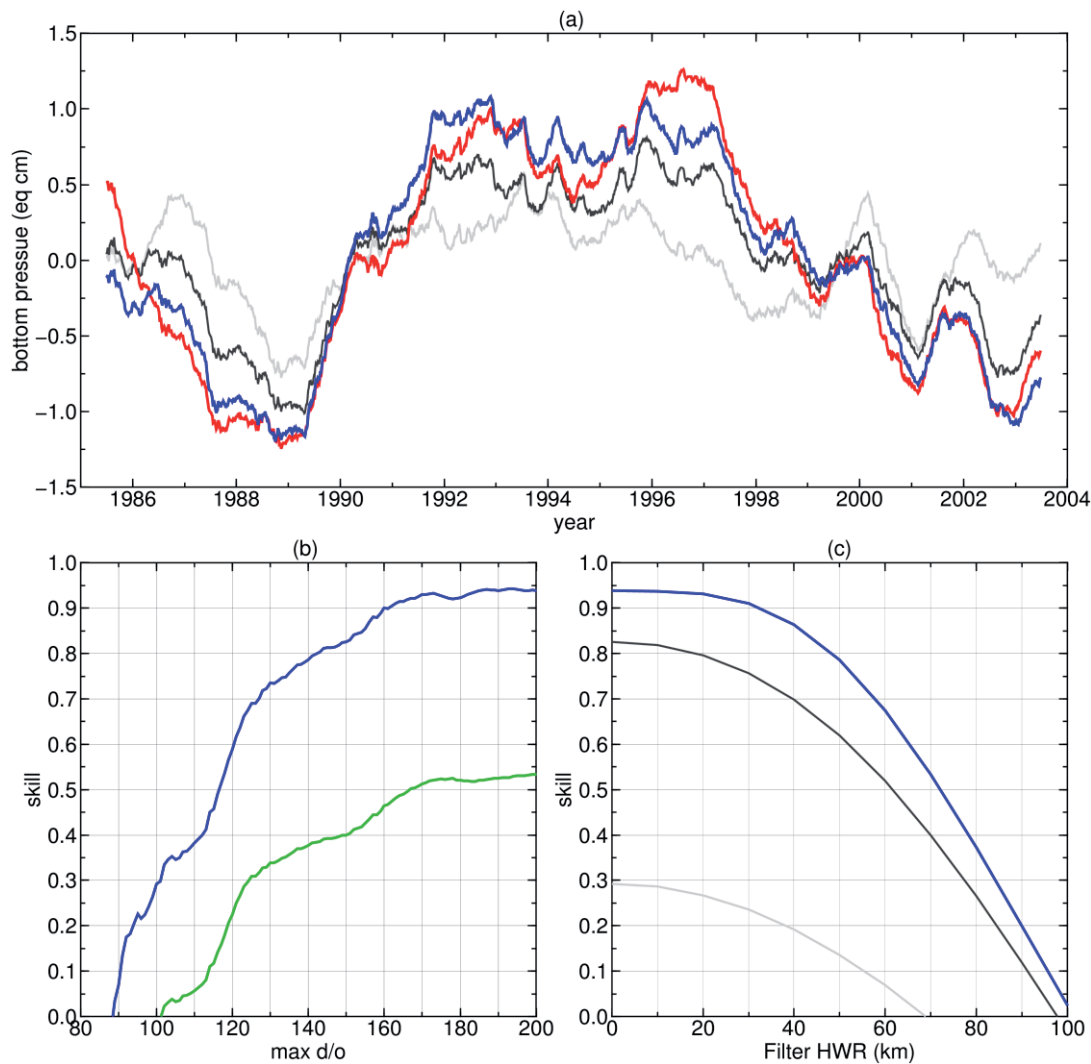 (a)
bottom pressue (eq cm)
1.5
1.0
0.5
0.0
−0.5
−1.0
−1.5
1986 1988 1990 1992 1994 1996 1998 2000 2002 2004
year
(b)
skill
1.0
0.9
0.8
0.7
0.6
0.5
0.4
0.3
0.2
0.1
0.0
80 100 120 140 160 180 200
max d/o
(c)
skill
1.0
0.9
0.8
0.7
0.6
0.5
0.4
0.3
0.2
0.1
0.0
0 20 40 60 80 100
Filter HWR (km)